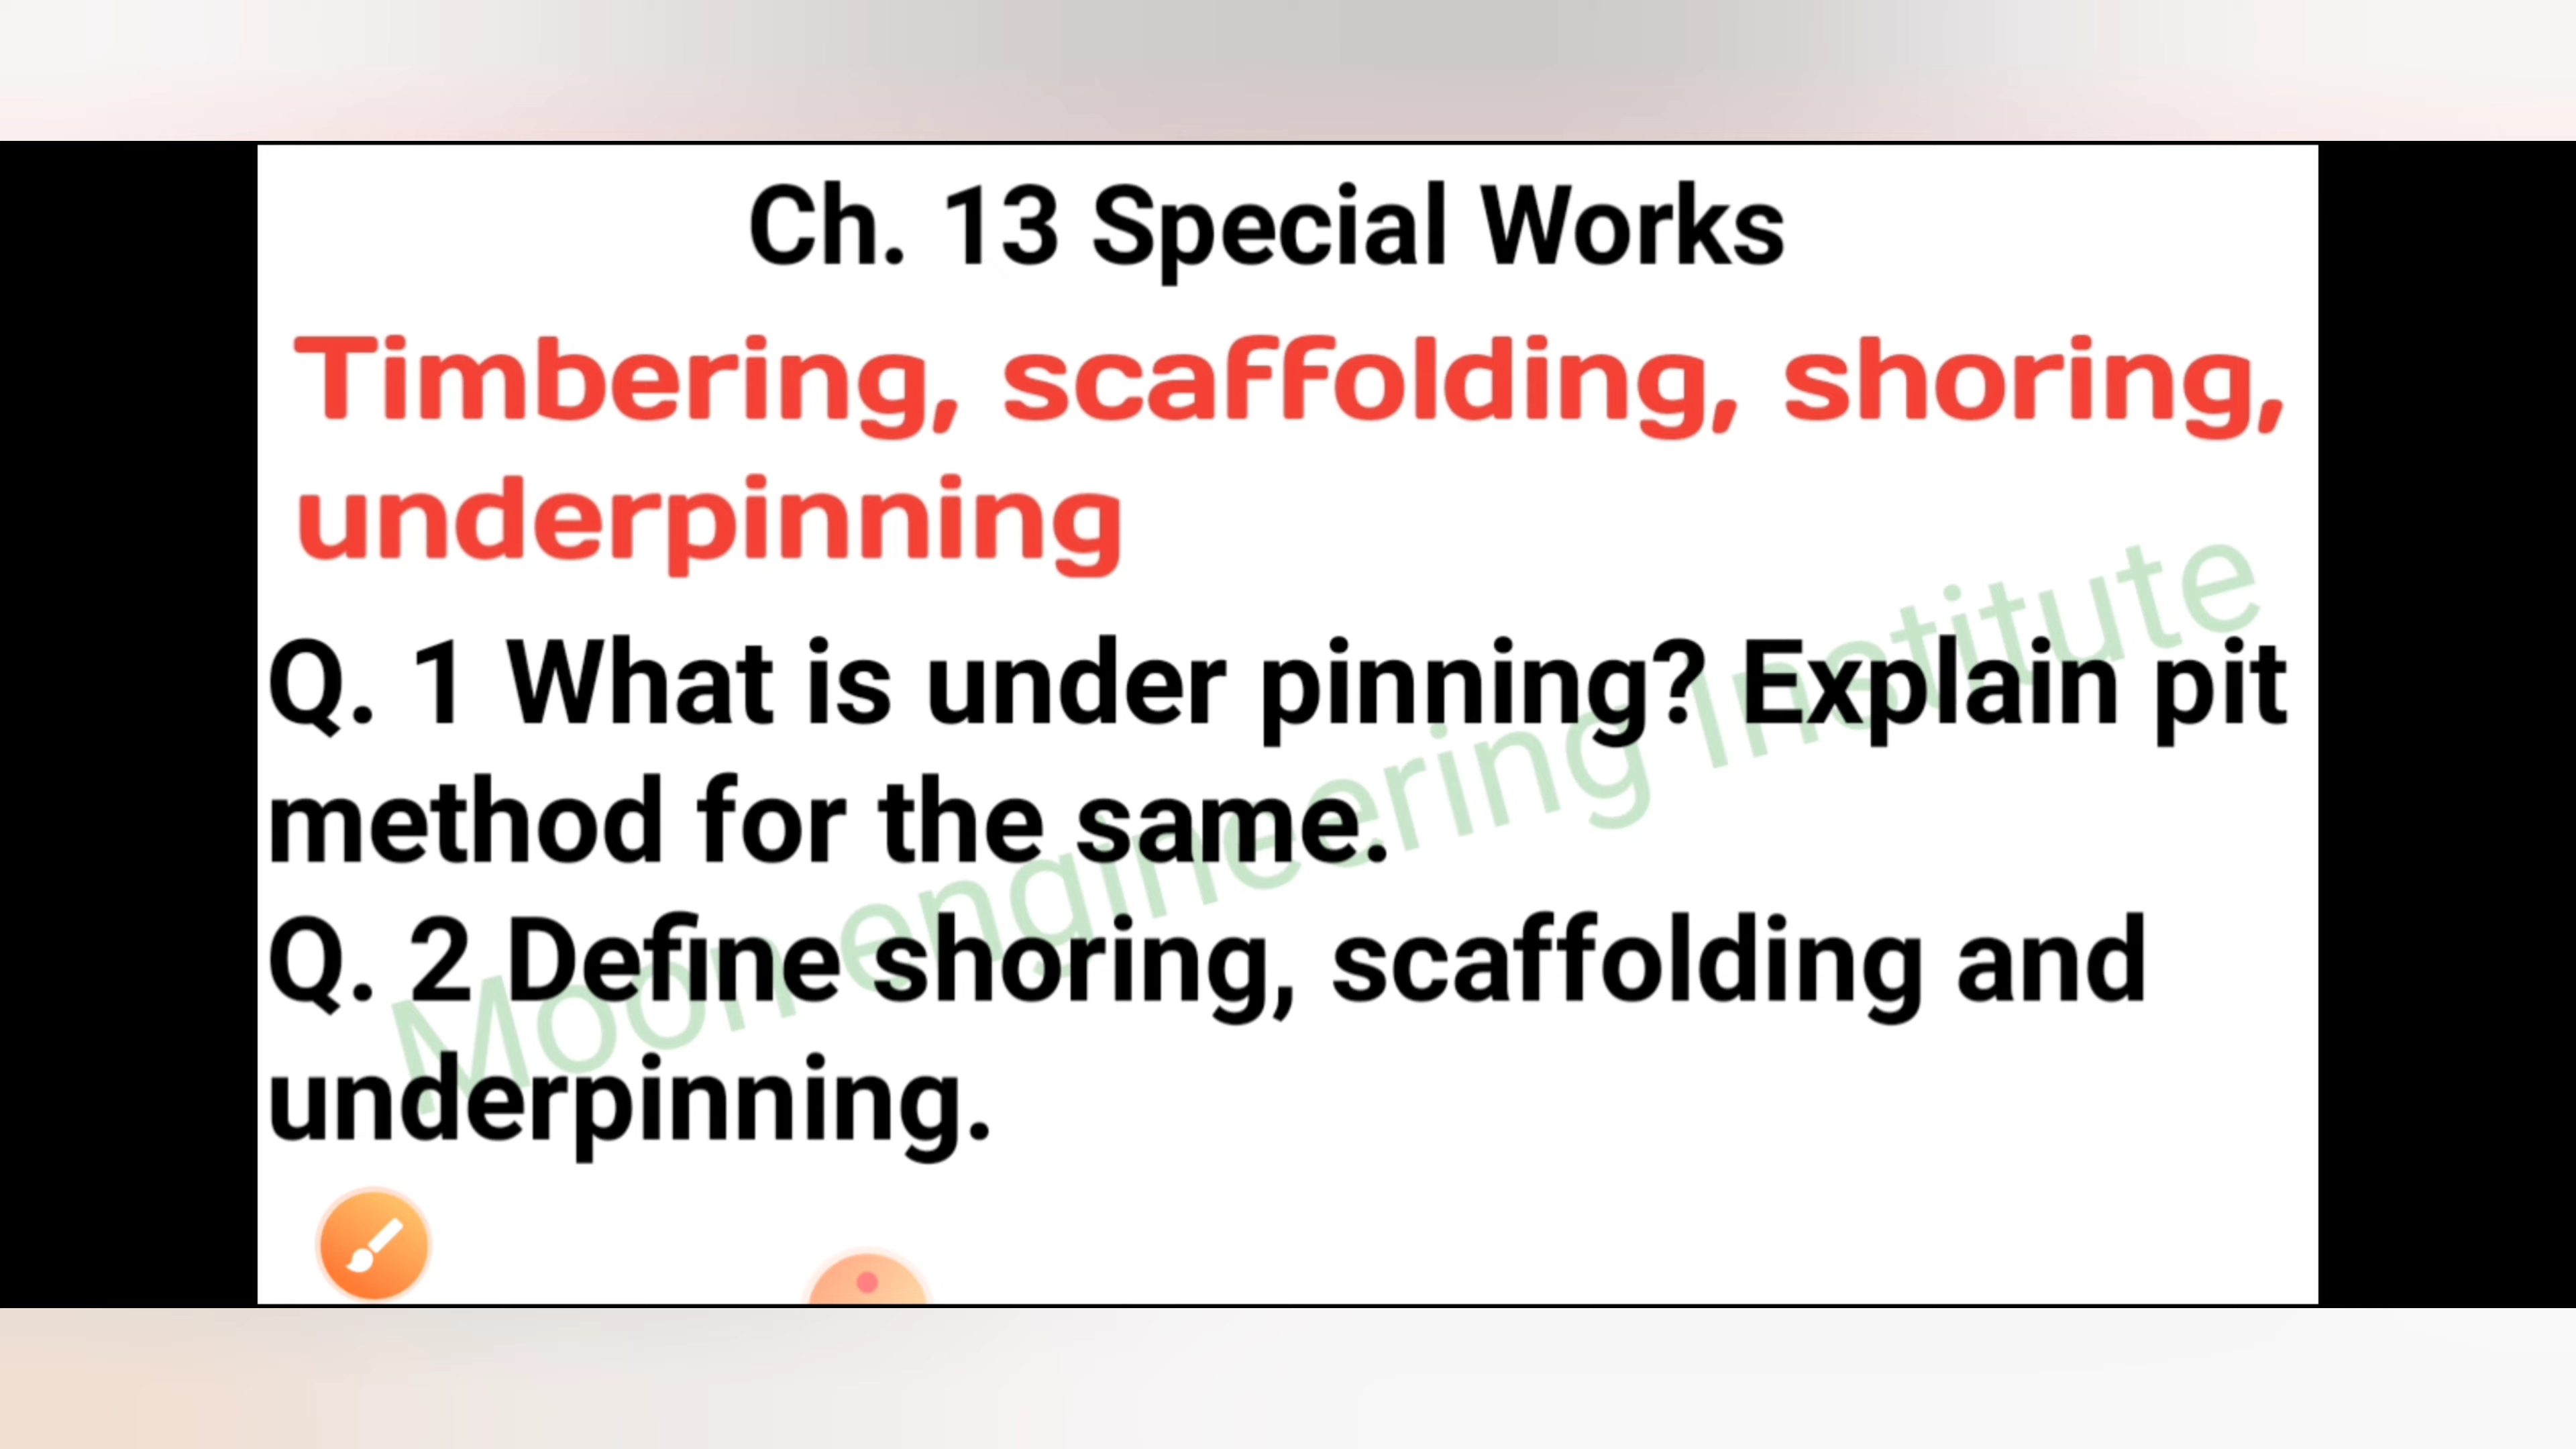 Ch. 13 Special Works
Timbering, scaffolding, shoring,
underpinning
Q. 1 What is under pinning? Explain pit
method for the same.
Q. 2 Define shoring, scaffolding and
underpinning.
Moon engineering Institute